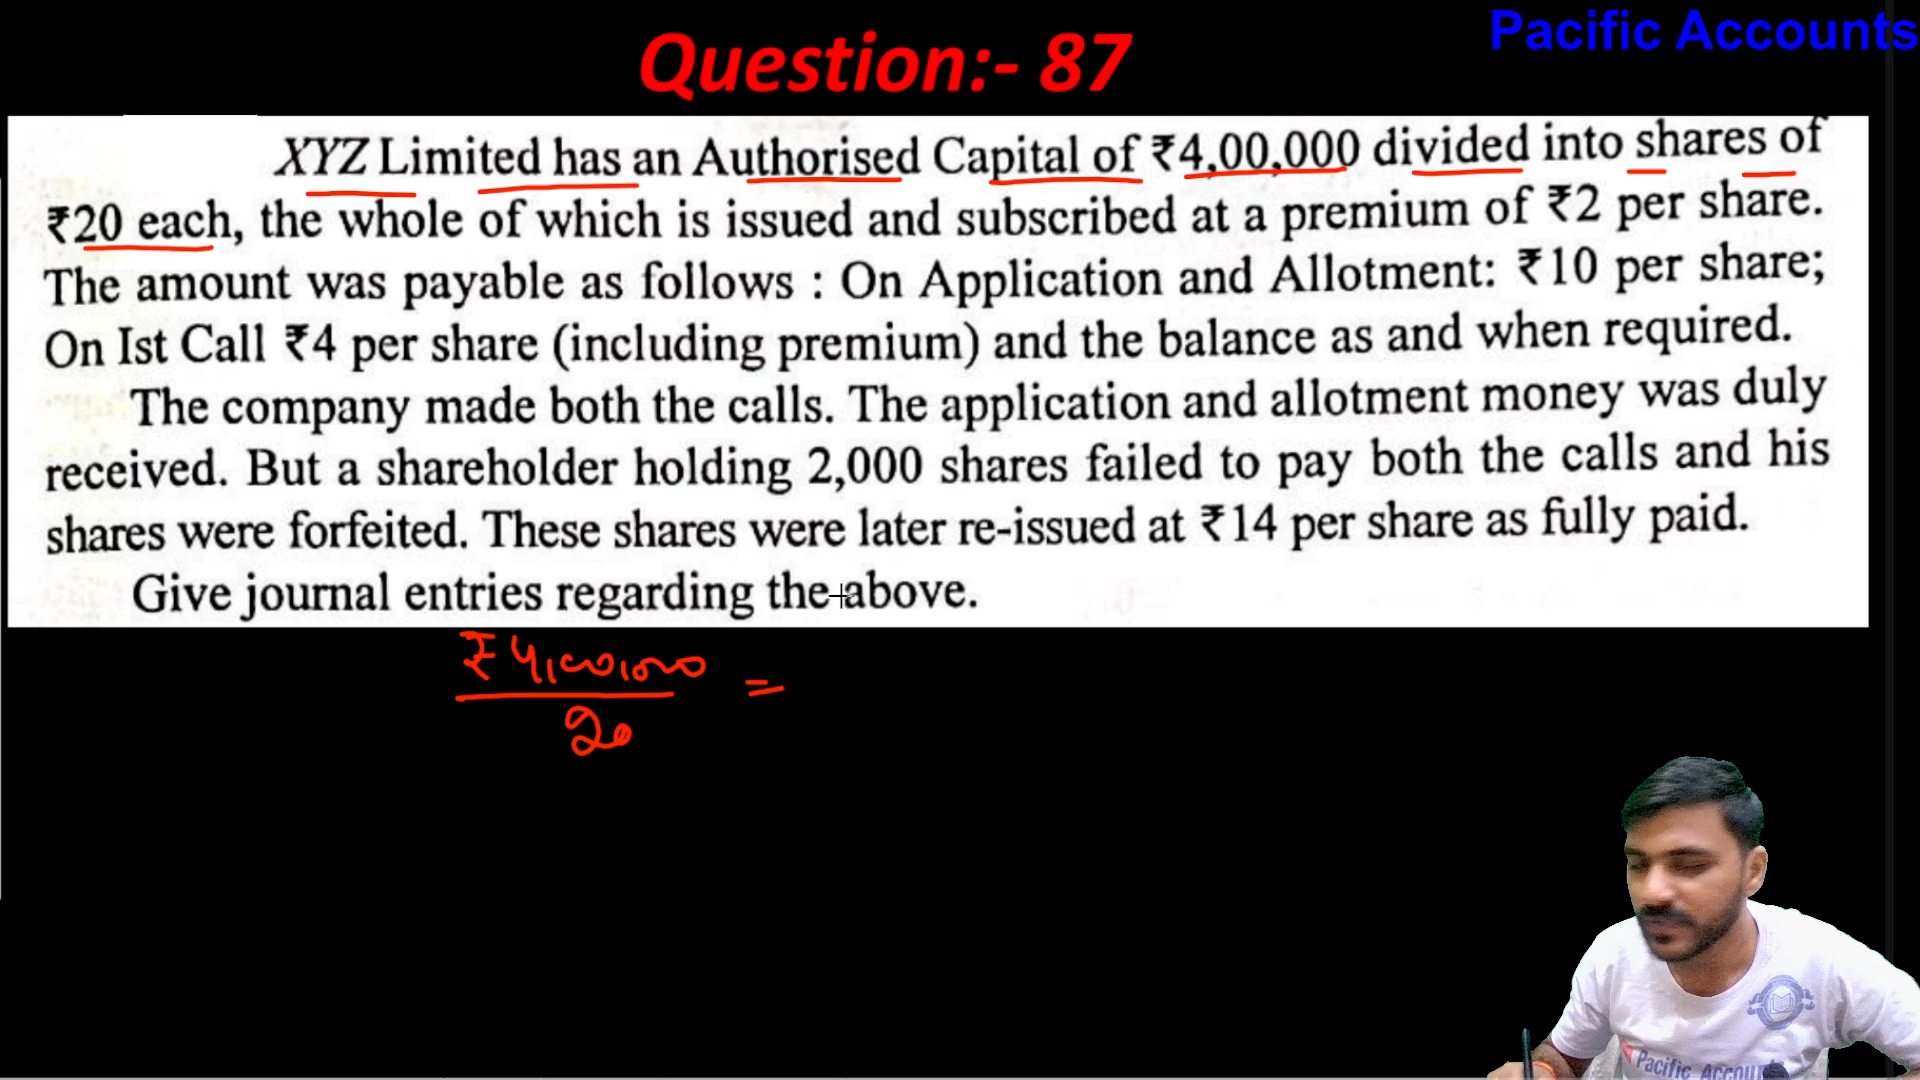 Pacific Accounts
Question:- 87
XYZ Limited has an Authorised Capital of ₹4,00,000 divided into shares of
₹20 each, the whole of which is issued and subscribed at a premium of ₹2 per share.
The amount was payable as follows : On Application and Allotment: ₹10 per share;
On Ist Call ₹4 per share (including premium) and the balance as and when required.
The company made both the calls. The application and allotment money was duly
received. But a shareholder holding 2,000 shares failed to pay both the calls and his
shares were forfeited. These shares were later re-issued at ₹14 per share as fully paid.
Give journal entries regarding the above.
₹4,00,000 =
20
Pacific Accoun